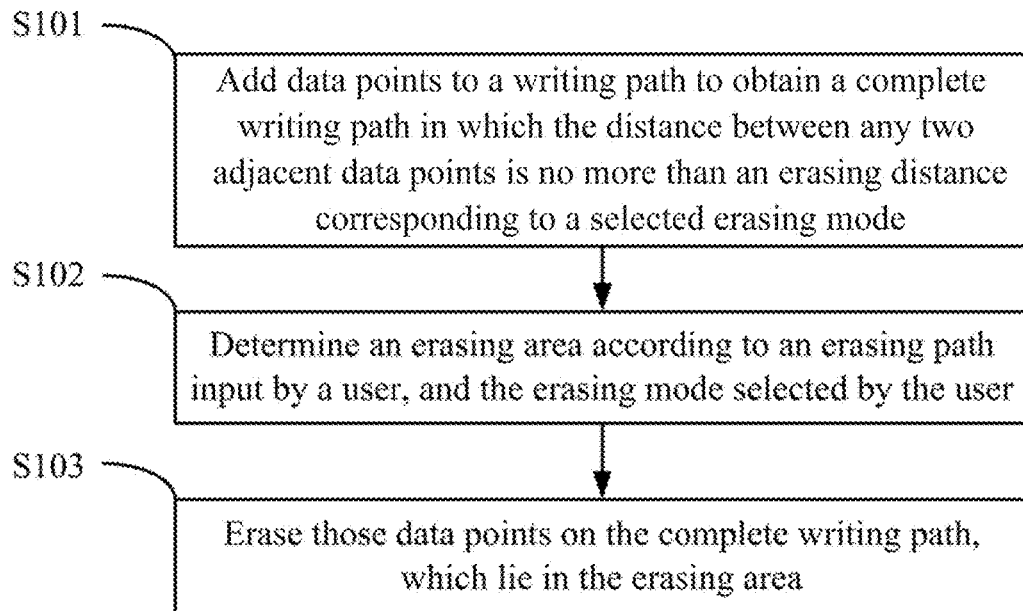 S101
Add data points to a writing path to obtain a complete
writing path in which the distance between any two
adjacent data points is no more than an erasing distance
corresponding to a selected erasing mode
S102
Determine an erasing area according to an erasing path
input by a user, and the erasing mode selected by the user
S103
Erase those data points on the complete writing path,
which lie in the erasing area